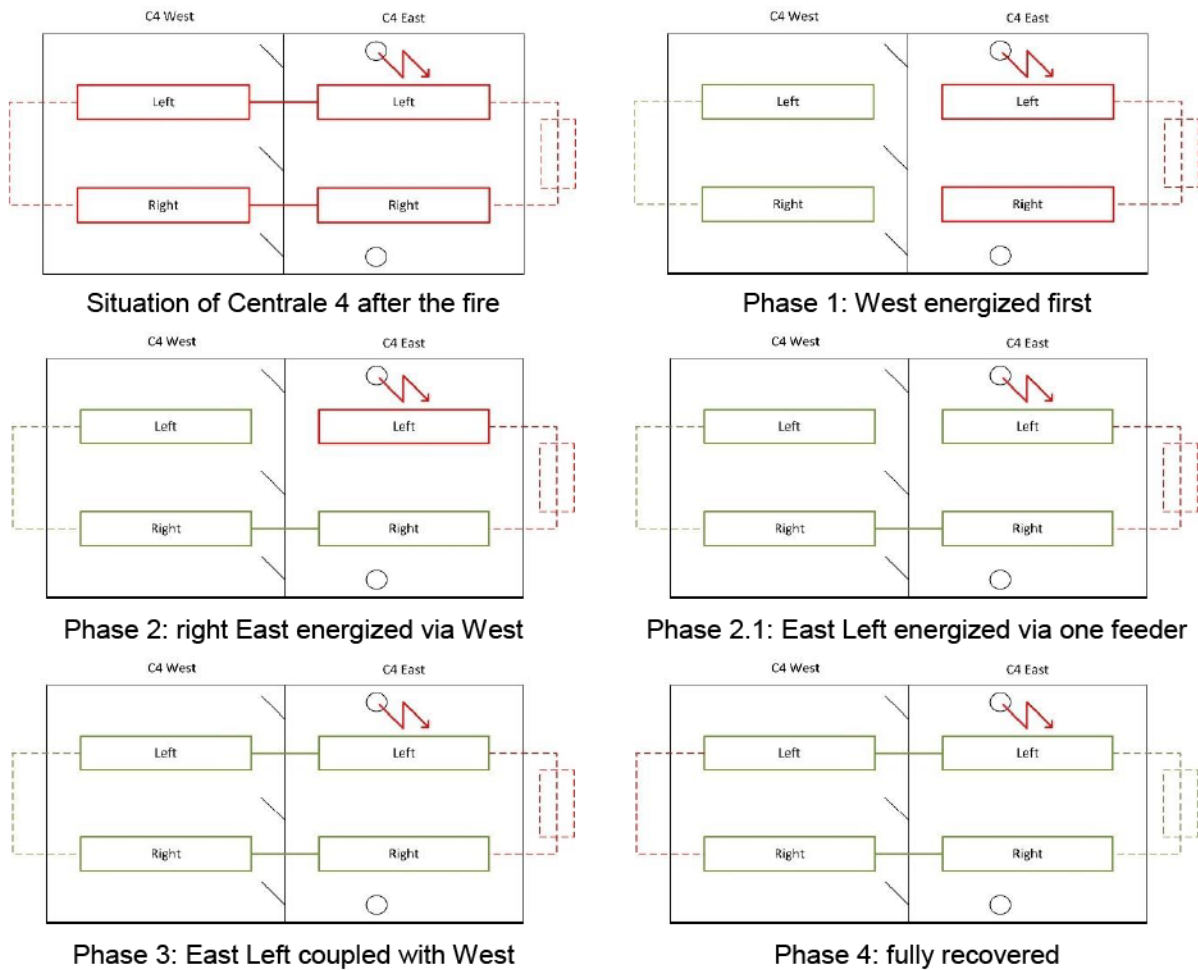 C4 West C4 East
Left Left
Right Right
Situation of Centrale 4 after the fire
C4 West C4 East
Left Left
Right Right
Phase 1: West energized first
C4 West C4 East
Left Left
Right Right
Phase 2: right East energized via West
C4 West C4 East
Left Left
Right Right
Phase 2.1: East Left energized via one feeder
C4 West C4 East
Left Left
Right Right
Phase 3: East Left coupled with West
C4 West C4 East
Left Left
Right Right
Phase 4: fully recovered